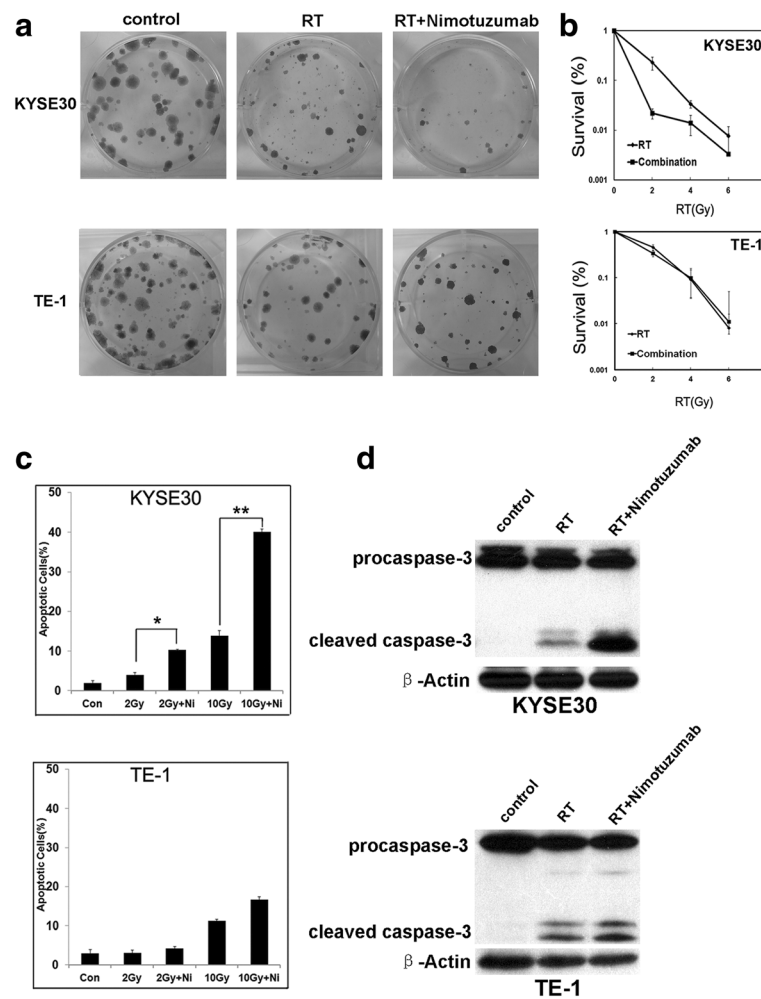 a
control
RT
RT+Nimotuzumab
KYSE30
TE-1
b
KYSE30
Survival (%)
1
0.1
0.01
0.001
RT
Combination
0
2
4
6
RT(Gy)
TE-1
Survival (%)
1
0.1
0.01
0.001
RT
Combination
0
2
4
6
RT(Gy)
c
KYSE30
Apoptotic Cells(%)
50
40
30
20
10
0
*
**
Con
2Gy
2Gy+Ni
10Gy
10Gy+Ni
TE-1
Apoptotic Cells(%)
50
40
30
20
10
0
Con
2Gy
2Gy+Ni
10Gy
10Gy+Ni
d
control
RT
RT+Nimotuzumab
procaspase-3
cleaved caspase-3
β-Actin
KYSE30
control
RT
RT+Nimotuzumab
procaspase-3
cleaved caspase-3
β-Actin
TE-1